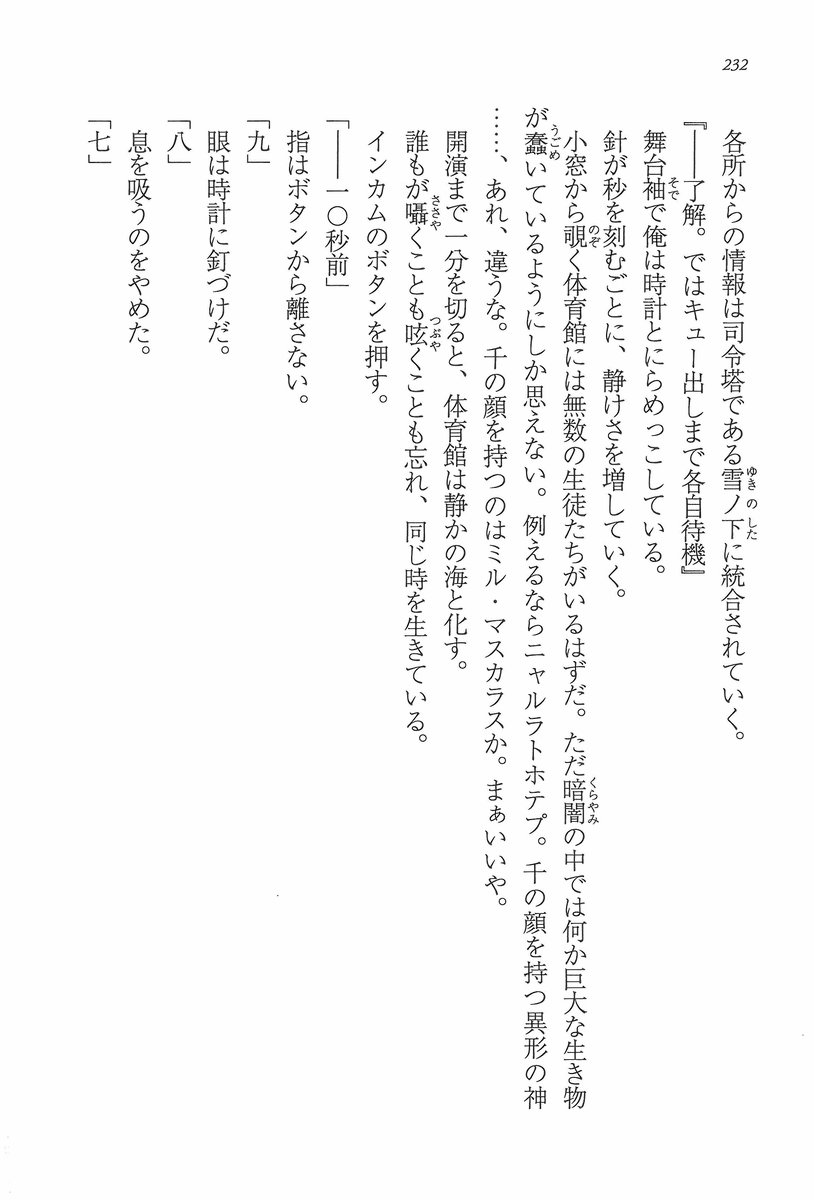 232
各所からの情報は司令塔である雪ノ下に統合されていく。
『――了解。ではキュー出しまで各自待機』
舞台袖で俺は時計とにらめっこしている。
針が秒を刻むごとに、静けさを増していく。
小窓から覗く体育館には無数の生徒たちがいるはずだ。ただ暗闇の中では何か巨大な生き物
が蠢いているようにしか思えない。例えるならニャルラトホテプ。千の顔を持つ異形の神
……、あれ、違うな。千の顔を持つのはミル・マスカラスか。まぁいいや。
開演まで一分を切ると、体育館は静かの海と化す。
誰もが囁くことも呟くことも忘れ、同じ時を生きている。
インカムのボタンを押す。
「――一〇秒前」
指はボタンから離さない。
「九」
眼は時計に釘づけだ。
「八」
息を吸うのをやめた。
「七」